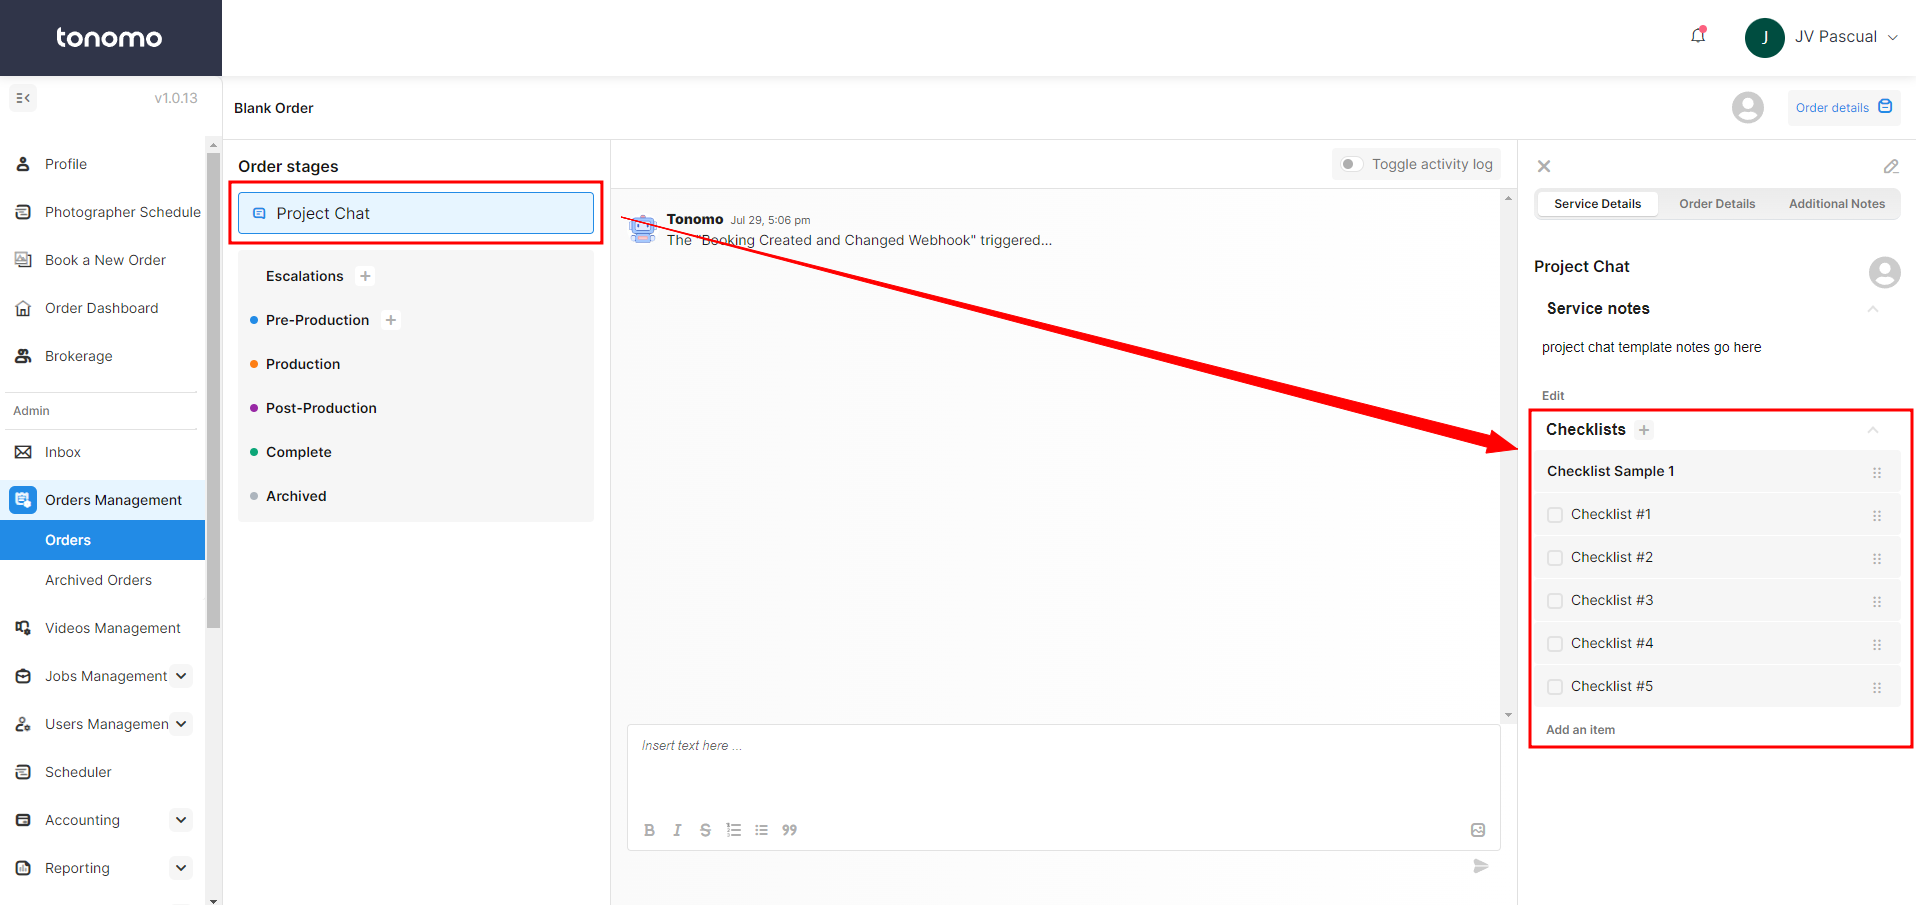 tonomo
J
JV Pascual
v1.0.13
Blank Order
Order details
Profile
Photographer Schedule
Book a New Order
Order Dashboard
Brokerage
Admin
Inbox
Orders Management
Orders
Archived Orders
Videos Management
Jobs Management
Users Managemen
Scheduler
Accounting
Reporting
Order stages
Project Chat
Escalations +
Pre-Production +
Production
Post-Production
Complete
Archived
Toggle activity log
Tonomo Jul 29, 5:06 pm
The "Booking Created and Changed Webhook" triggered...
Insert text here ...
B I S 99
Service Details Order Details Additional Notes
Project Chat
Service notes
project chat template notes go here
Edit
Checklists +
Checklist Sample 1
Checklist #1
Checklist #2
Checklist #3
Checklist #4
Checklist #5
Add an item